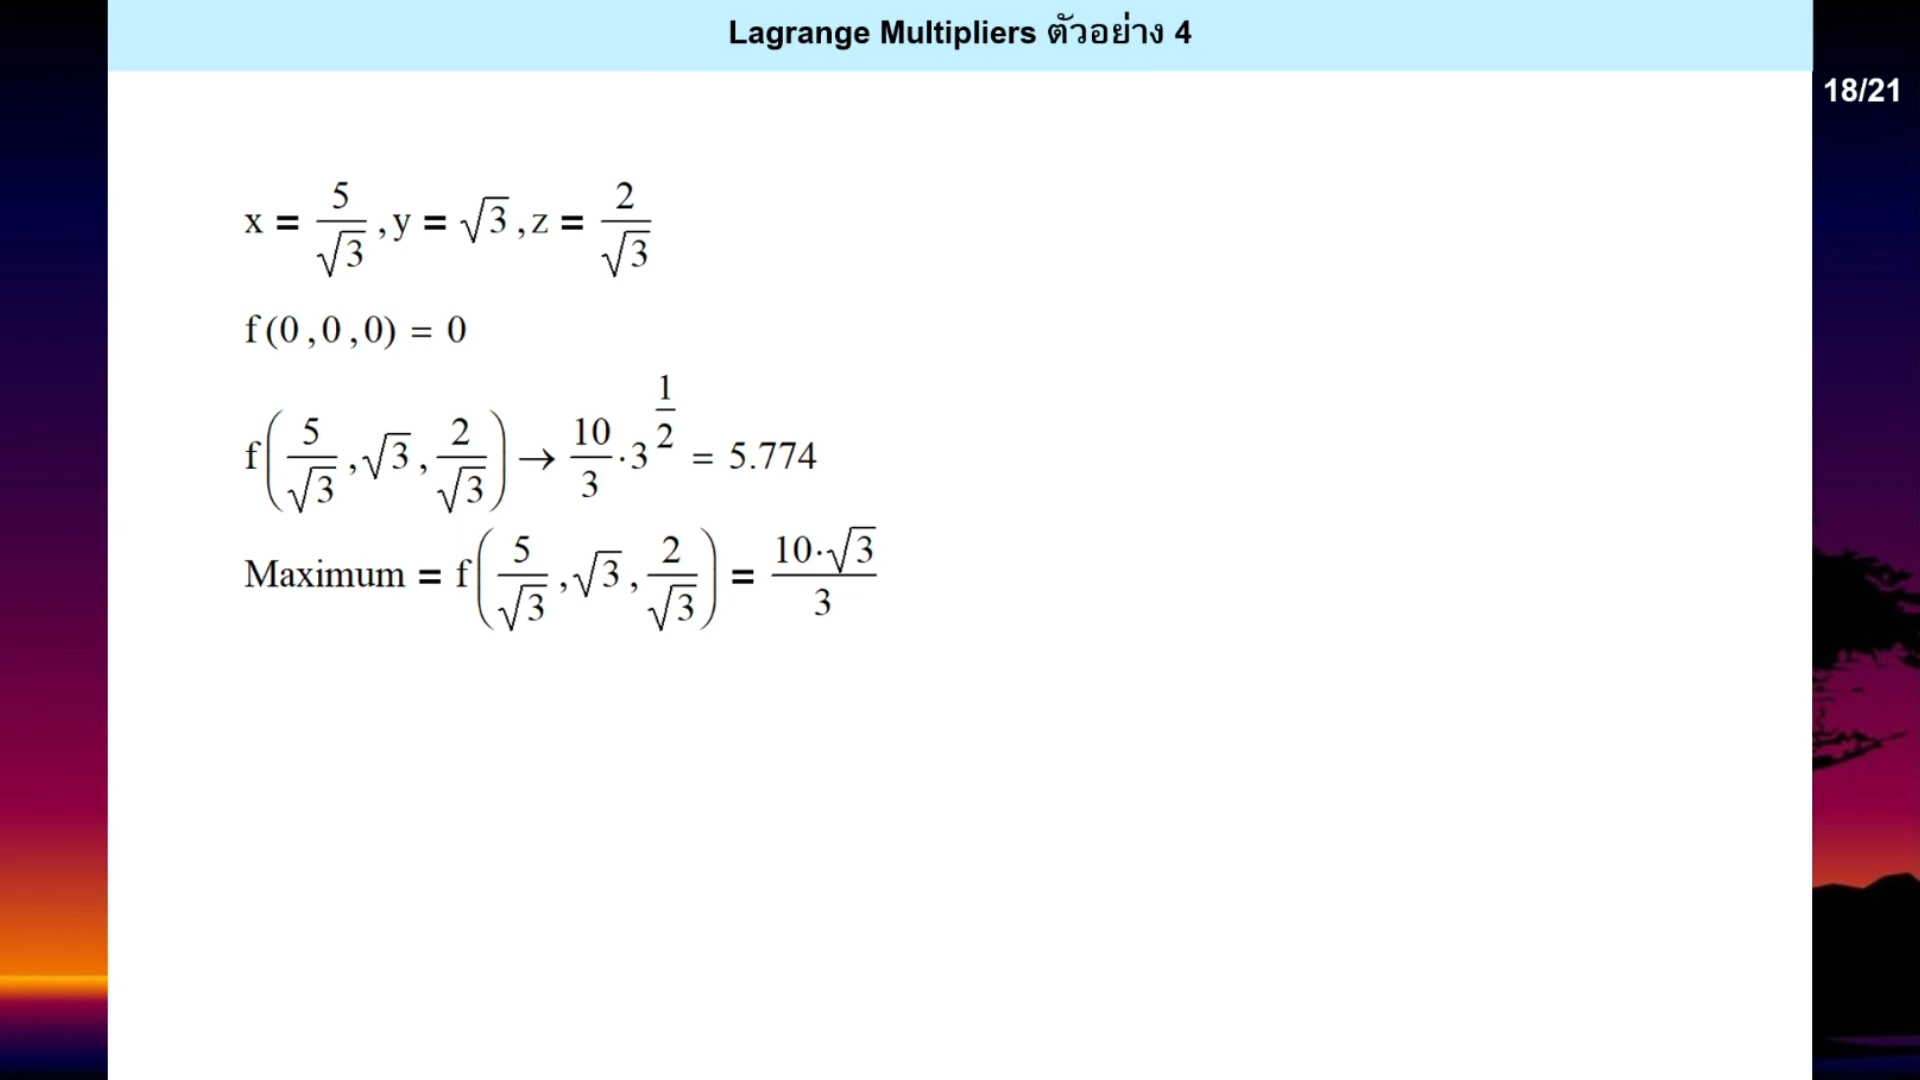 Lagrange Multipliers ตัวอย่าง 4
18/21
x = 5/√3 , y = √3 , z = 2/√3
f(0 ,0 ,0) = 0
f(5/√3 , √3 , 2/√3) → 10/3 · 3^(1/2) = 5.774
Maximum = f(5/√3 , √3 , 2/√3) = 10·√3/3